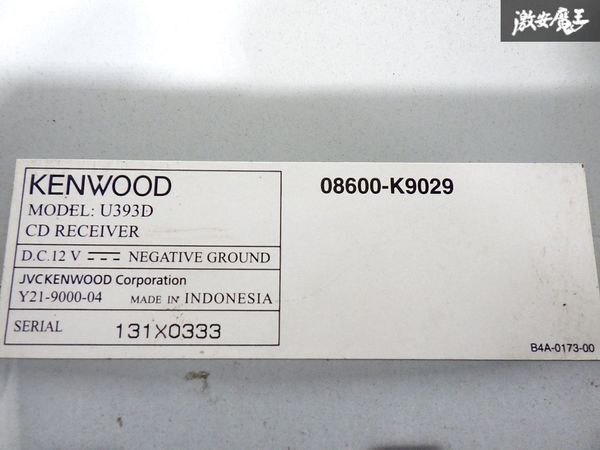 激安魔王
KENWOOD
08600-K9029
MODEL: U393D
CD RECEIVER
D.C.12 V NEGATIVE GROUND
JVCKENWOOD Corporation
Y21-9000-04 MADE IN INDONESIA
SERIAL 131X0333
B4A-0173-00